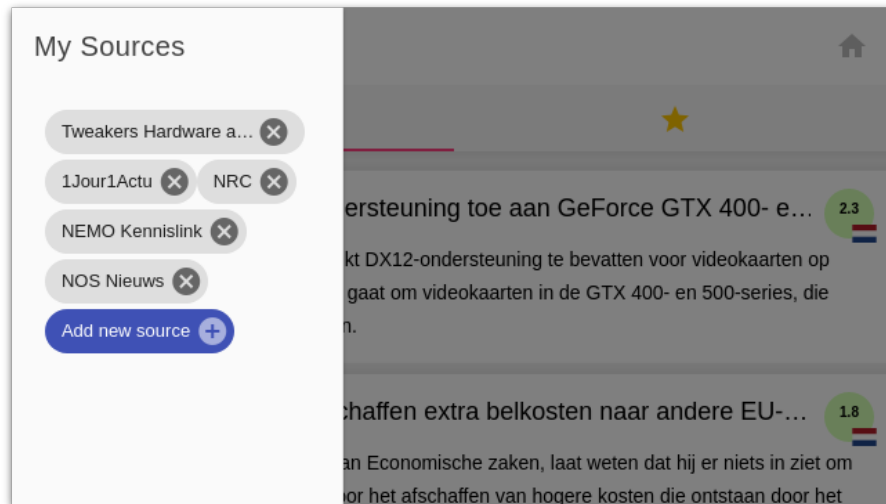 My Sources
Tweakers Hardware a...
1Jour1Actu NRC
NEMO Kennislink
NOS Nieuws
Add new source
ersteuning toe aan GeForce GTX 400- e... 2.3
kt DX12-ondersteuning te bevatten voor videokaarten op
gaat om videokaarten in de GTX 400- en 500-series, die
n.
chaffen extra belkosten naar andere EU-... 1.8
an Economische zaken, laat weten dat hij er niets in ziet om
oor het afschaffen van hogere kosten die ontstaan door het